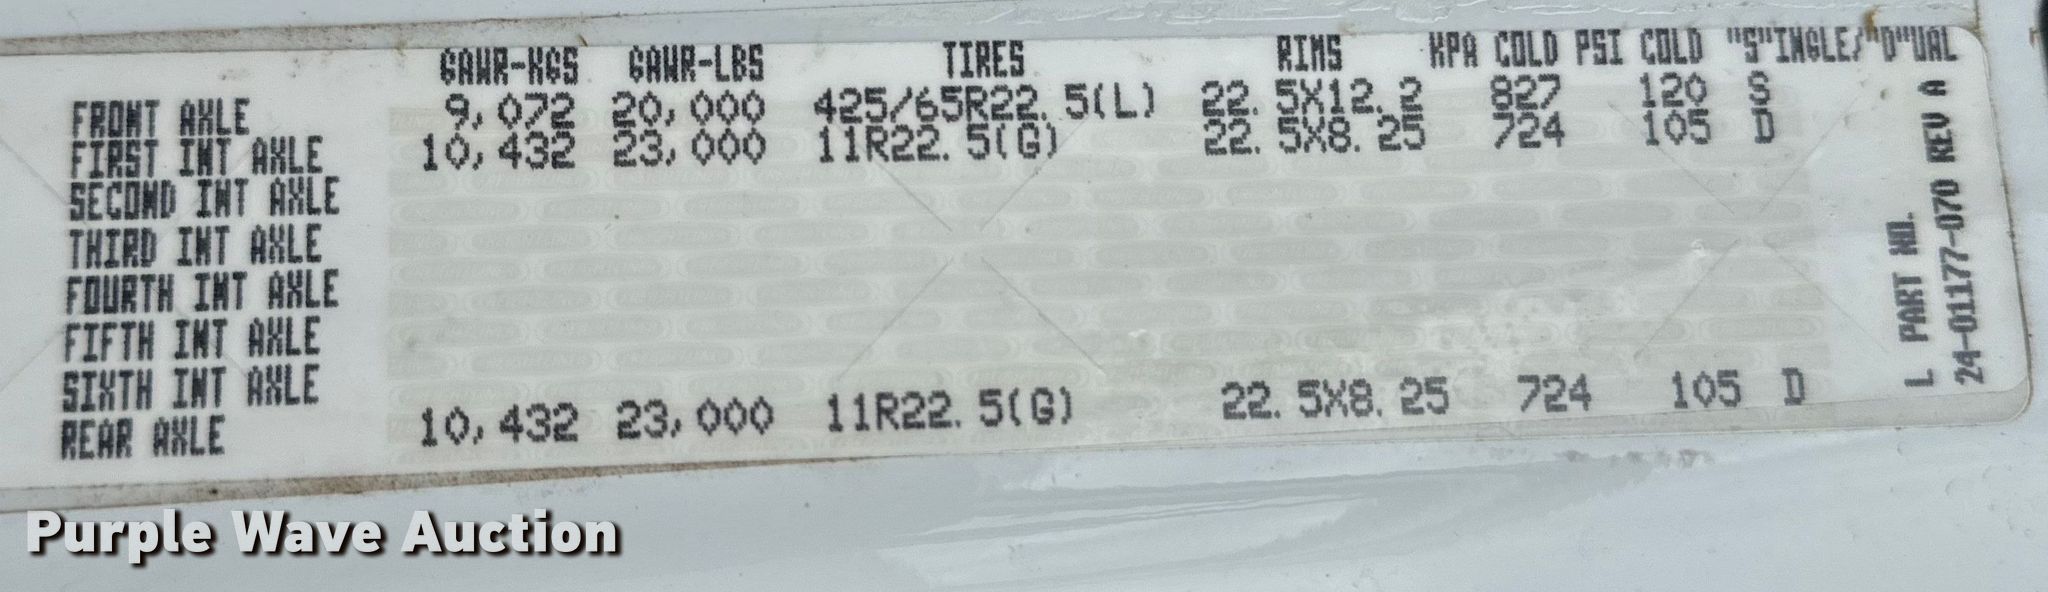 GAWR-KGS GAWR-LBS TIRES RIMS KPA COLD PSI COLD "S"INGLE/"D"UAL
FRONT AXLE 9,072 20,000 425/65R22.5(L) 22.5X12.2 827 120 S
FIRST INT AXLE 10,432 23,000 11R22.5(G) 22.5X8.25 724 105 D
SECOND INT AXLE
THIRD INT AXLE
FOURTH INT AXLE
FIFTH INT AXLE
SIXTH INT AXLE
REAR AXLE 10,432 23,000 11R22.5(G) 22.5X8.25 724 105 D
L PART NO.
24-01177-070 REV A
Purple Wave Auction